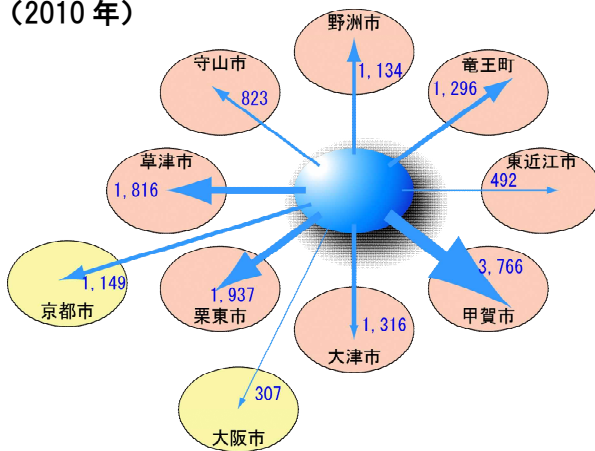 (2010年)
野洲市
1,134
守山市
823
竜王町
1,296
草津市
1,816
東近江市
492
京都市
1,149
栗東市
1,937
大津市
1,316
甲賀市
3,766
大阪市
307